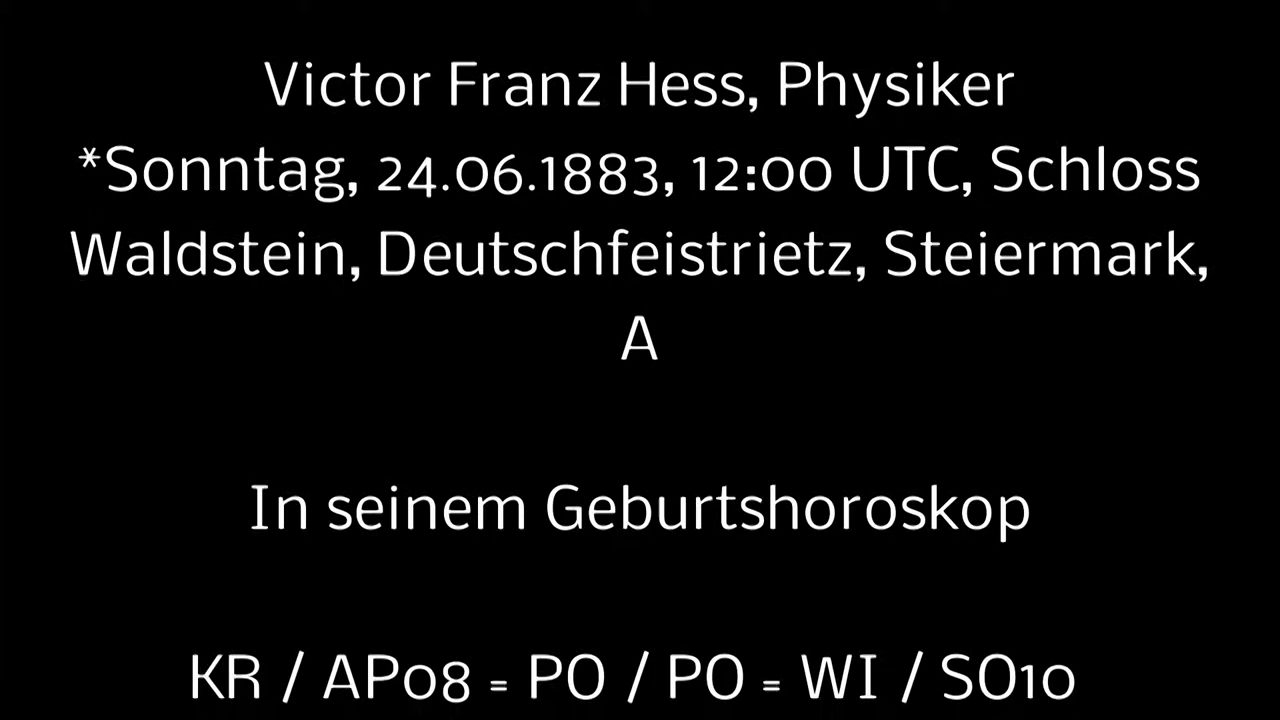 Victor Franz Hess, Physiker
*Sonntag, 24.06.1883, 12:00 UTC, Schloss
Waldstein, Deutschfeistrietz, Steiermark,
A
In seinem Geburtshoroskop
KR / AP08 = PO / PO = WI / SO10